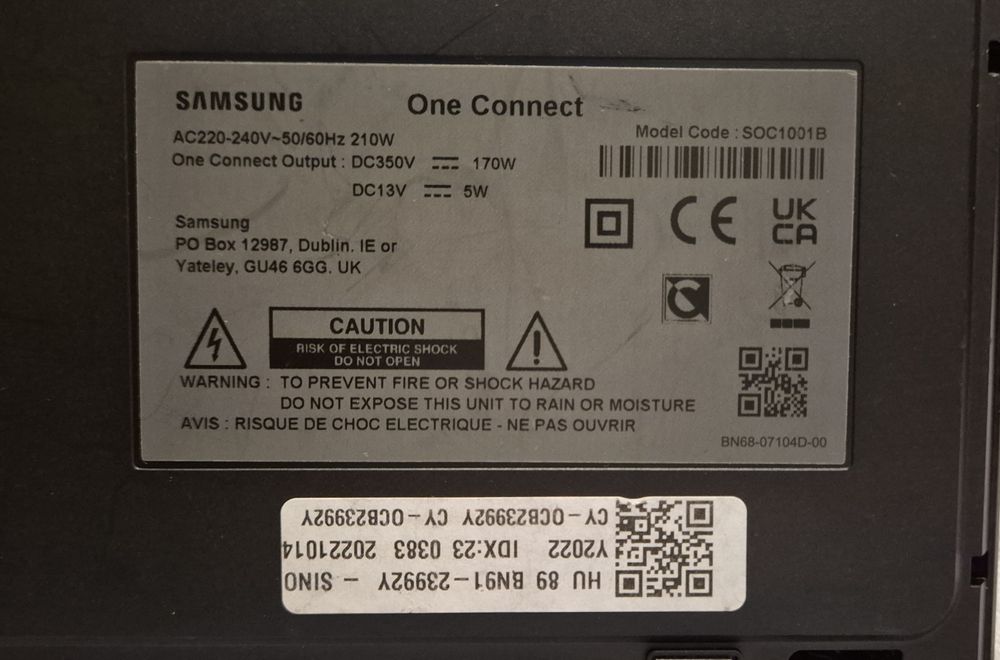 SAMSUNG
One Connect
AC220-240V~50/60Hz 210W
One Connect Output : DC350V ⎓ 170W
DC13V ⎓ 5W
Model Code : SOC1001B
Samsung
PO Box 12987, Dublin. IE or
Yateley, GU46 6GG. UK
CE
UK
CA
CAUTION
RISK OF ELECTRIC SHOCK
DO NOT OPEN
WARNING : TO PREVENT FIRE OR SHOCK HAZARD
DO NOT EXPOSE THIS UNIT TO RAIN OR MOISTURE
AVIS : RISQUE DE CHOC ELECTRIQUE - NE PAS OUVRIR
BN68-07104D-00
HU 89 BN91-23992Y - SINO
Y2022 IDX:23 0383 20221014
CY-OCB23992Y CY-OCB23992Y